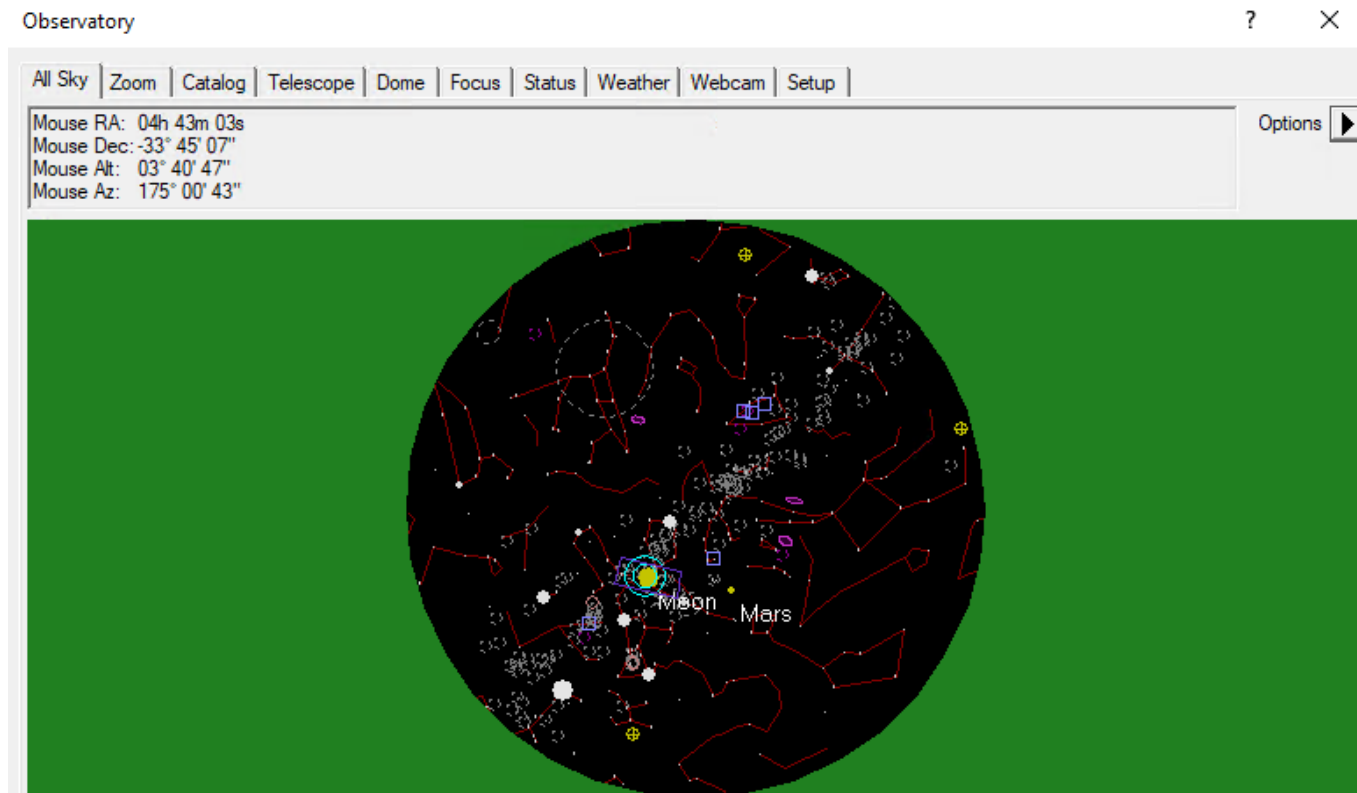 Observatory ? ×
All Sky Zoom Catalog Telescope Dome Focus Status Weather Webcam Setup
Mouse RA: 04h 43m 03s
Mouse Dec: -33° 45' 07"
Mouse Alt: 03° 40' 47"
Mouse Az: 175° 00' 43"
Options
Moon
Mars